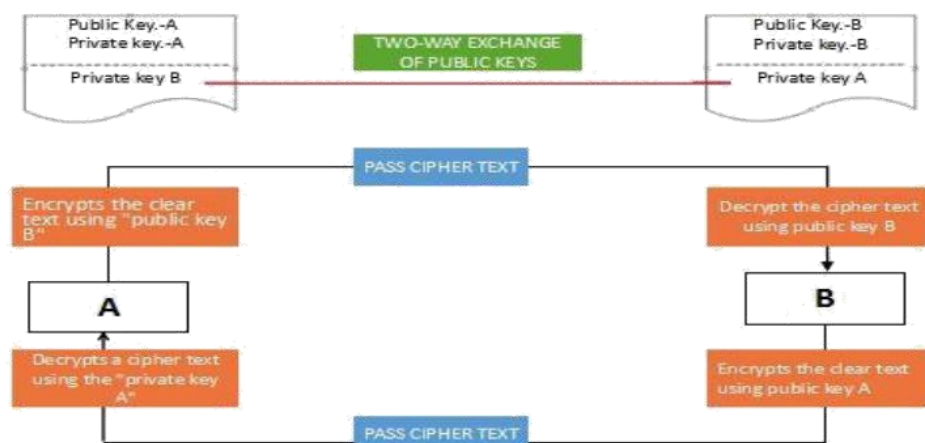 Public Key.-A
Private key.-A
Private key B
TWO-WAY EXCHANGE
OF PUBLIC KEYS
Public Key.-B
Private key.-B
Private key A
PASS CIPHER TEXT
Encrypts the clear
text using "public key
B"
Decrypt the cipher text
using public key B
A
B
Decrypts a cipher text
using the "private key
A"
Encrypts the clear text
using public key A
PASS CIPHER TEXT